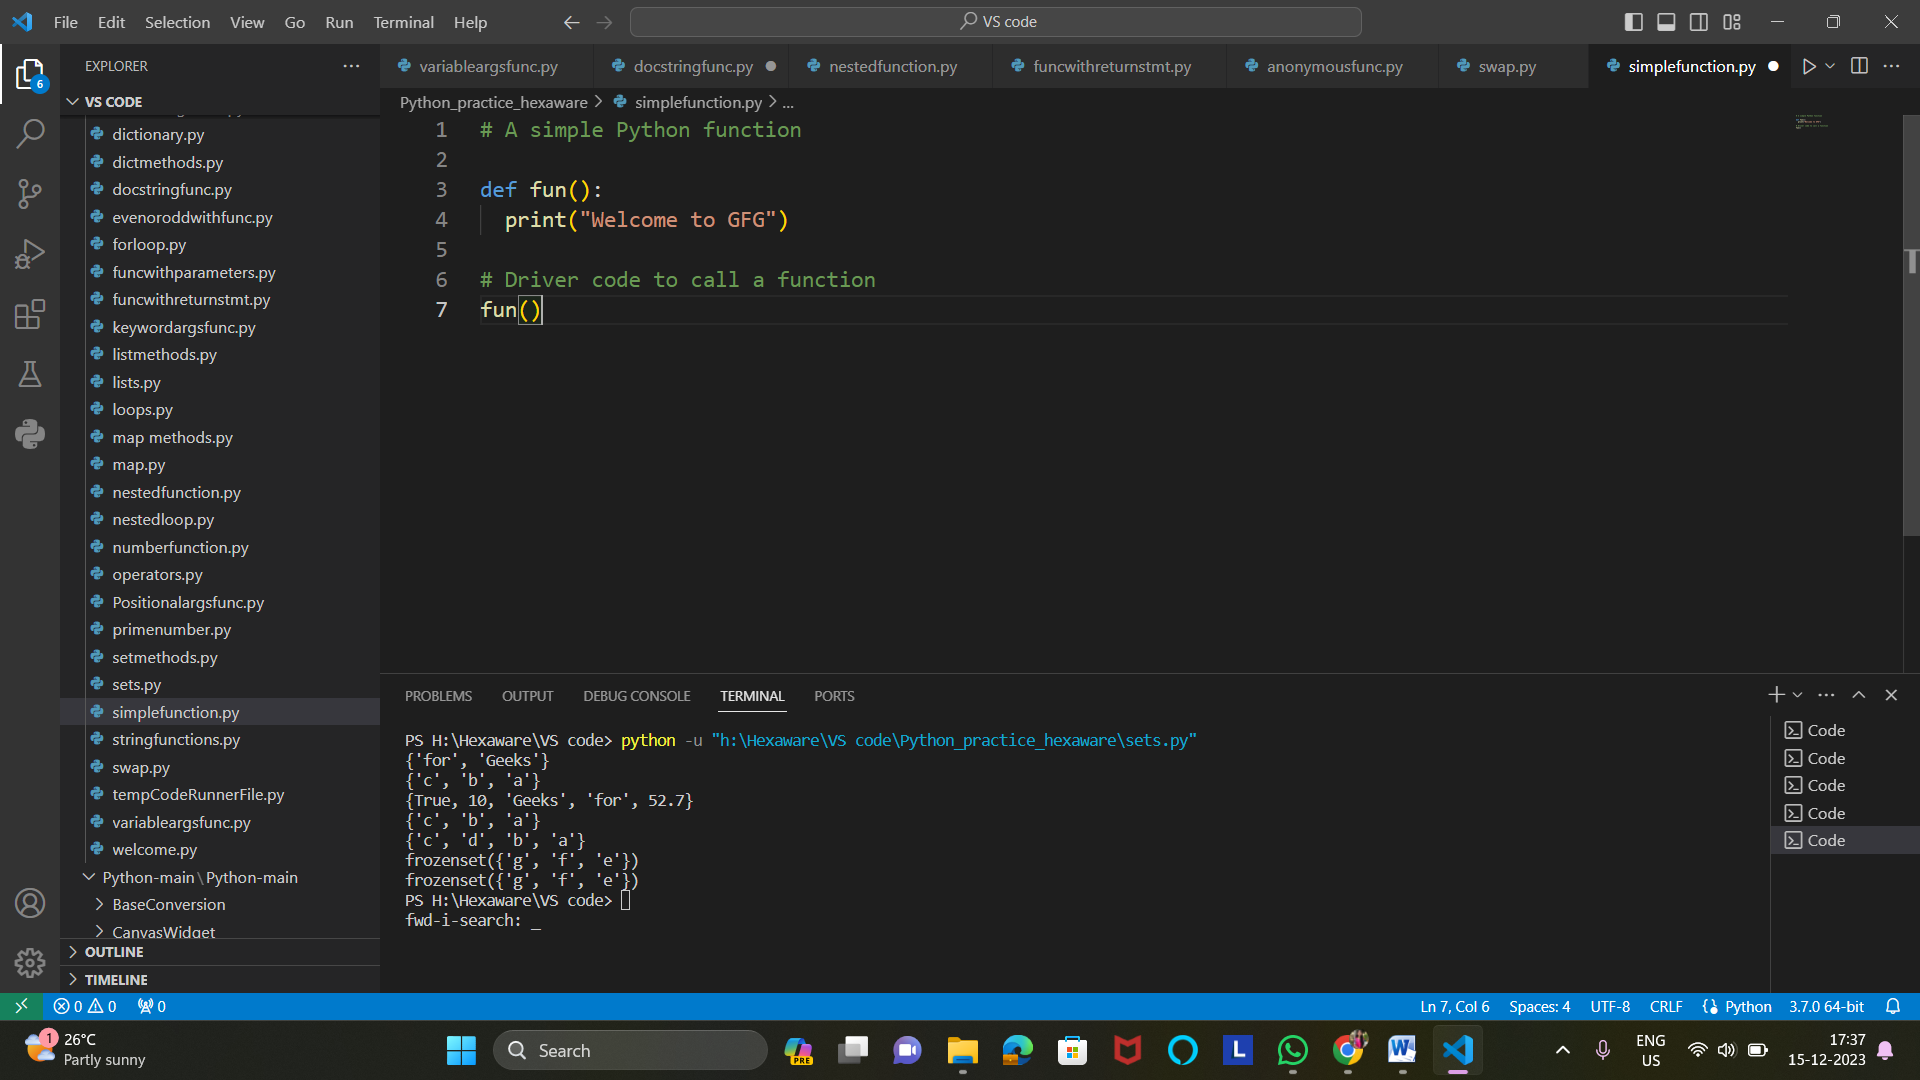 File Edit Selection View Go Run Terminal Help
VS code
EXPLORER
VS CODE
dictionary.py
dictmethods.py
docstringfunc.py
evenoroddwithfunc.py
forloop.py
funcwithparameters.py
funcwithreturnstmt.py
keywordargsfunc.py
listmethods.py
lists.py
loops.py
map methods.py
map.py
nestedfunction.py
nestedloop.py
numberfunction.py
operators.py
Positionalargsfunc.py
primenumber.py
setmethods.py
sets.py
simplefunction.py
stringfunctions.py
swap.py
tempCodeRunnerFile.py
variableargsfunc.py
welcome.py
Python-main\Python-main
BaseConversion
CanvasWidget
OUTLINE
TIMELINE
6
variableargsfunc.py docstringfunc.py nestedfunction.py funcwithreturnstmt.py anonymousfunc.py swap.py simplefunction.py
Python_practice_hexaware > simplefunction.py > ...
1 # A simple Python function
2
3 def fun():
4 print("Welcome to GFG")
5
6 # Driver code to call a function
7 fun()
PROBLEMS OUTPUT DEBUG CONSOLE TERMINAL PORTS
PS H:\Hexaware\VS code> python -u "h:\Hexaware\VS code\Python_practice_hexaware\sets.py"
{'for', 'Geeks'}
{'c', 'b', 'a'}
{True, 10, 'Geeks', 'for', 52.7}
{'c', 'b', 'a'}
{'c', 'd', 'b', 'a'}
frozenset({'g', 'f', 'e'})
frozenset({'g', 'f', 'e'})
PS H:\Hexaware\VS code>
fwd-i-search: _
Code
Code
Code
Code
Code
0 0 0
Ln 7, Col 6 Spaces: 4 UTF-8 CRLF Python 3.7.0 64-bit
1
26°C
Partly sunny
Search
PRE
L
W
ENG
US
17:37
15-12-2023